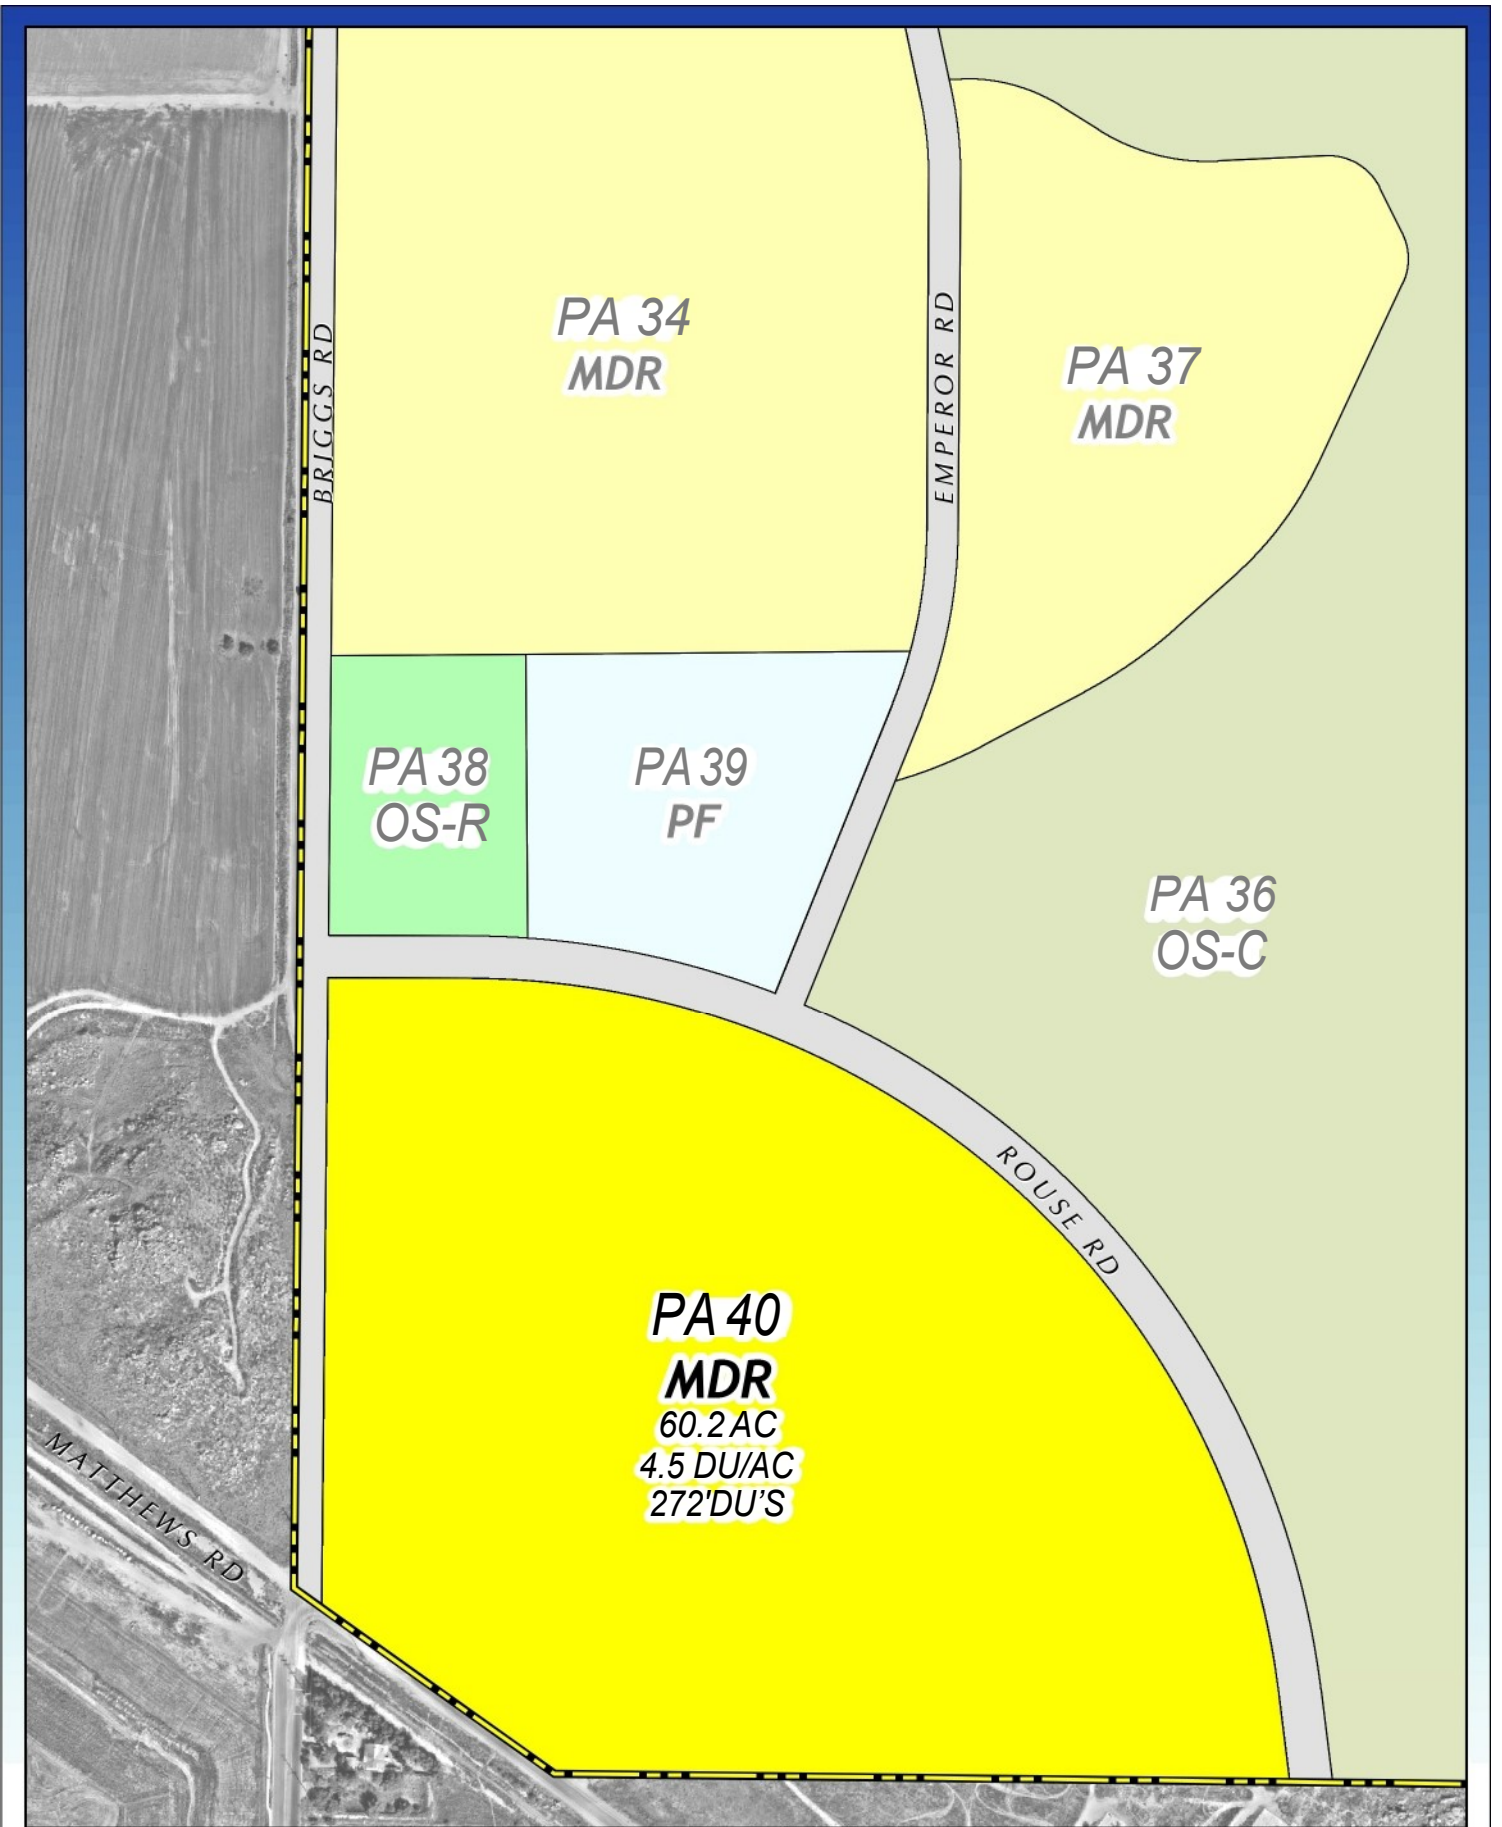 PA 34
MDR
BRIGGS RD
EMPEROR RD
PA 37
MDR
PA 38
OS-R
PA 39
PF
PA 36
OS-C
ROUSE RD
PA 40
MDR
60.2 AC
4.5 DU/AC
272'DU'S
MATTHEWS RD